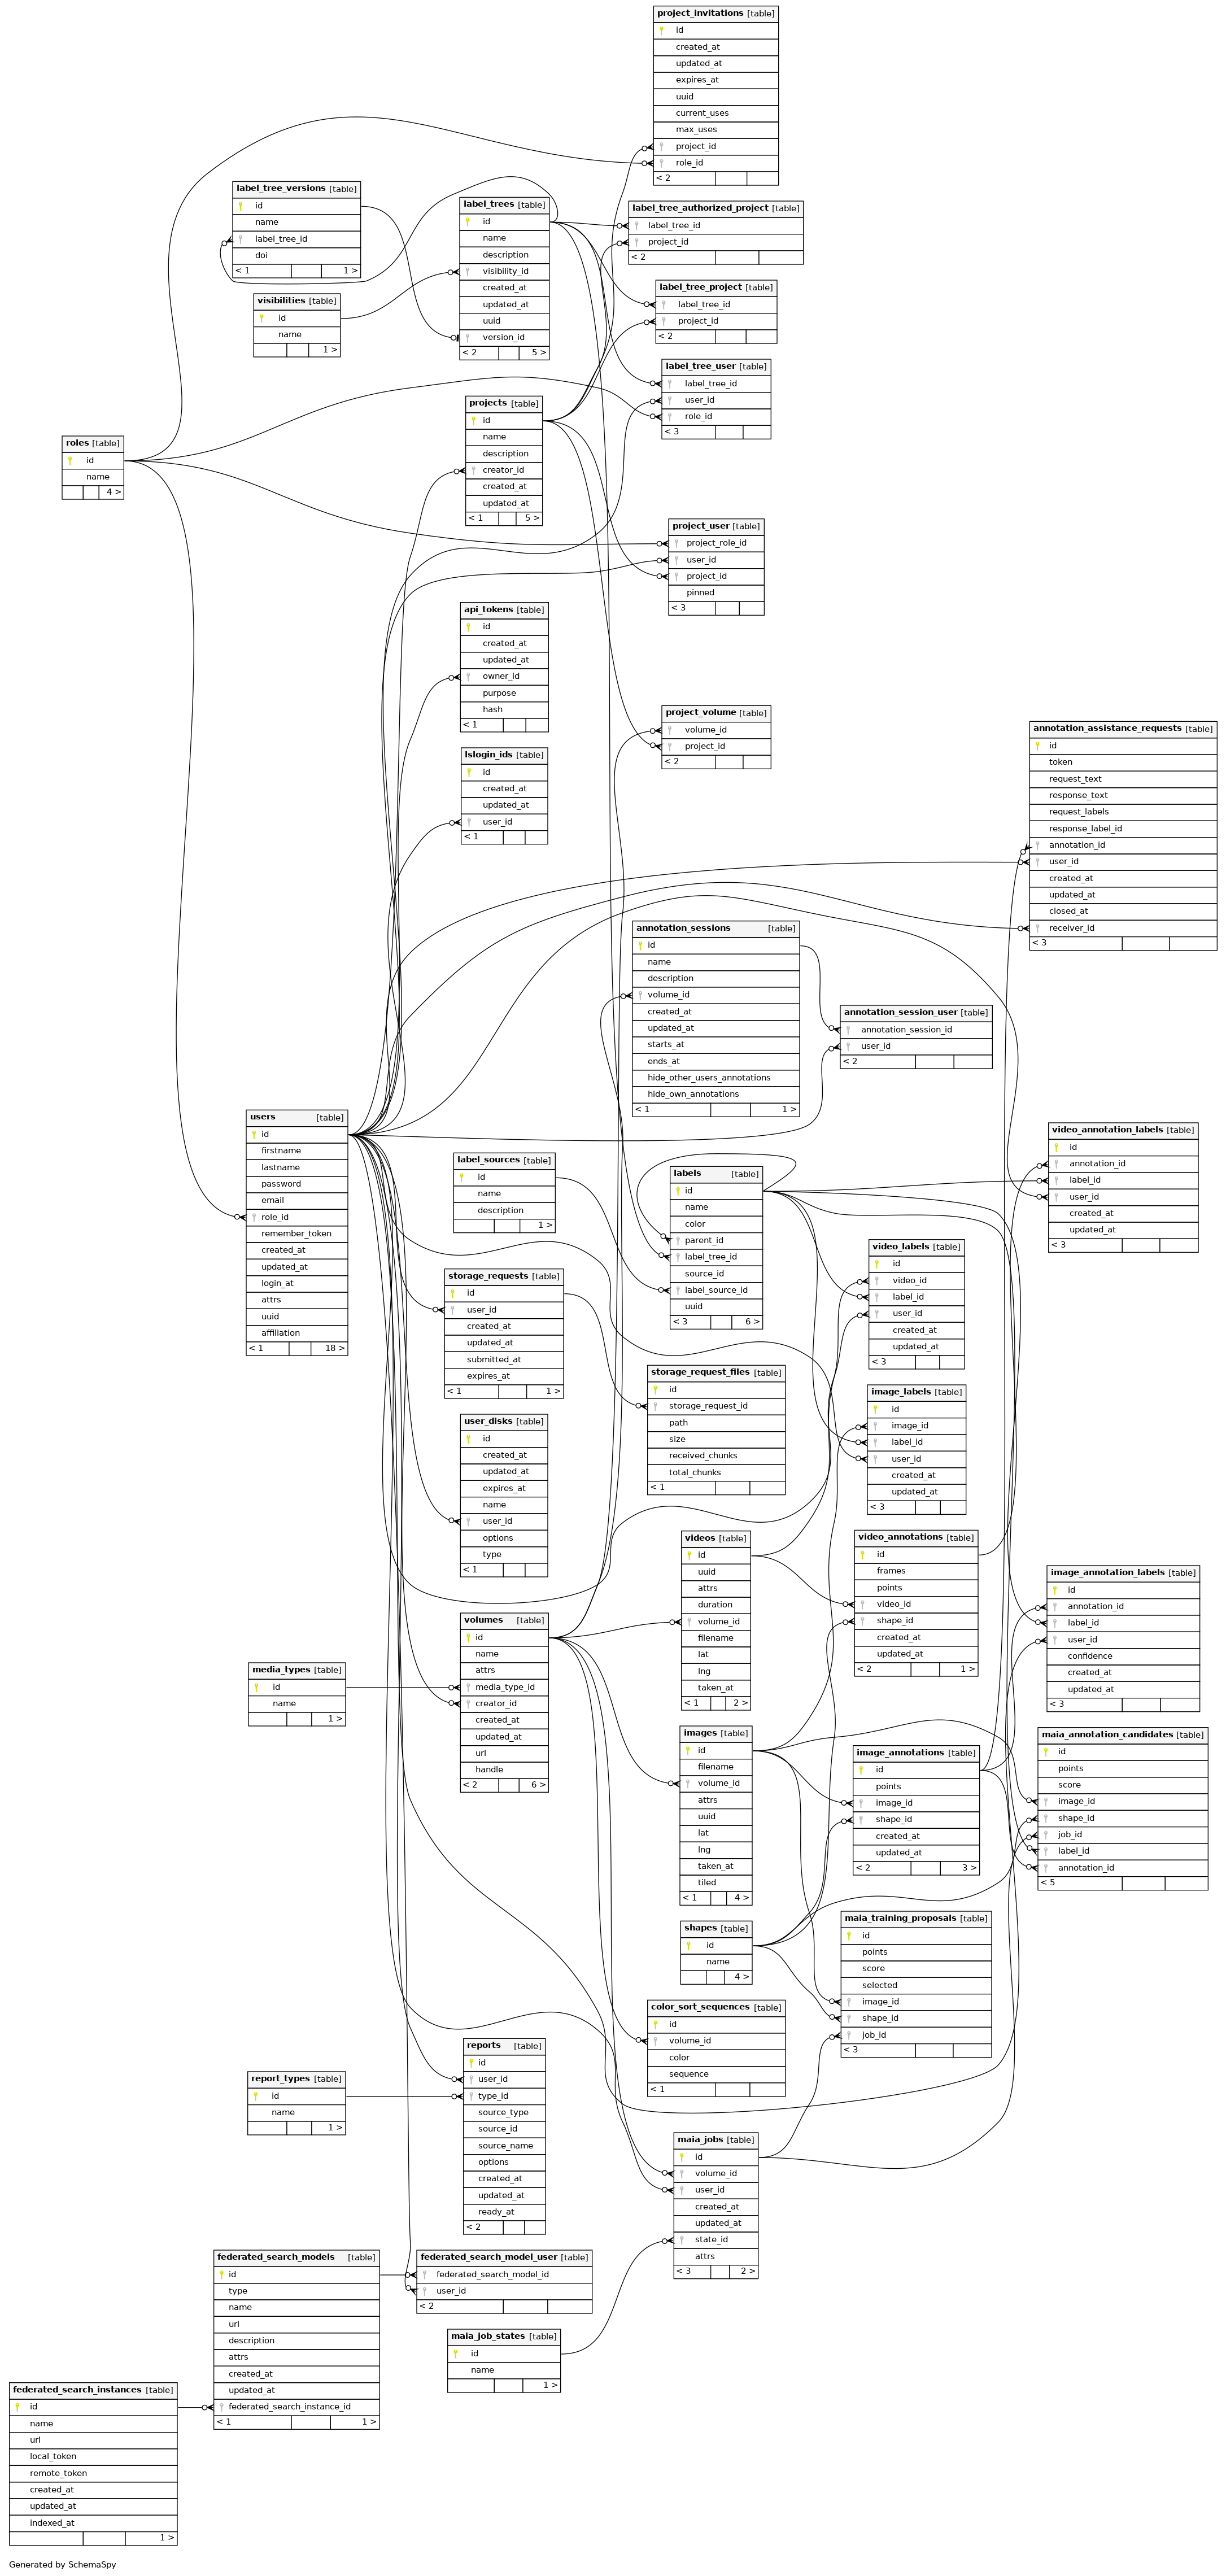 project_invitations [table]
id
created_at
updated_at
expires_at
uuid
current_uses
max_uses
project_id
role_id
< 2
label_tree_versions [table]
id
name
label_tree_id
doi
< 1 1 >
label_trees [table]
id
name
description
visibility_id
created_at
updated_at
uuid
version_id
< 2 5 >
label_tree_authorized_project [table]
label_tree_id
project_id
< 2
visibilities [table]
id
name
1 >
label_tree_project [table]
label_tree_id
project_id
< 2
label_tree_user [table]
label_tree_id
user_id
role_id
< 3
projects [table]
id
name
description
creator_id
created_at
updated_at
< 1 5 >
roles [table]
id
name
4 >
project_user [table]
project_role_id
user_id
project_id
pinned
< 3
api_tokens [table]
id
created_at
updated_at
owner_id
purpose
hash
< 1
project_volume [table]
volume_id
project_id
< 2
lslogin_ids [table]
id
created_at
updated_at
user_id
< 1
annotation_assistance_requests [table]
id
token
request_text
response_text
request_labels
response_label_id
annotation_id
user_id
created_at
updated_at
closed_at
receiver_id
< 3
annotation_sessions [table]
id
name
description
volume_id
created_at
updated_at
starts_at
ends_at
hide_other_users_annotations
hide_own_annotations
< 1 1 >
annotation_session_user [table]
annotation_session_id
user_id
< 2
users [table]
id
firstname
lastname
password
email
role_id
remember_token
created_at
updated_at
login_at
attrs
uuid
affiliation
< 1 18 >
video_annotation_labels [table]
id
annotation_id
label_id
user_id
created_at
updated_at
< 3
label_sources [table]
id
name
description
1 >
labels [table]
id
name
color
parent_id
label_tree_id
source_id
label_source_id
uuid
< 3 6 >
video_labels [table]
id
video_id
label_id
user_id
created_at
updated_at
< 3
storage_requests [table]
id
user_id
created_at
updated_at
submitted_at
expires_at
< 1 1 >
storage_request_files [table]
id
storage_request_id
path
size
received_chunks
total_chunks
< 1
image_labels [table]
id
image_id
label_id
user_id
created_at
updated_at
< 3
user_disks [table]
id
created_at
updated_at
expires_at
name
user_id
options
type
< 1
videos [table]
id
uuid
attrs
duration
volume_id
filename
lat
lng
taken_at
< 1 2 >
video_annotations [table]
id
frames
points
video_id
shape_id
created_at
updated_at
< 2 1 >
image_annotation_labels [table]
id
annotation_id
label_id
user_id
confidence
created_at
updated_at
< 3
volumes [table]
id
name
attrs
media_type_id
creator_id
created_at
updated_at
url
handle
< 2 6 >
media_types [table]
id
name
1 >
images [table]
id
filename
volume_id
attrs
uuid
lat
lng
taken_at
tiled
< 1 4 >
image_annotations [table]
id
points
image_id
shape_id
created_at
updated_at
< 2 3 >
maia_annotation_candidates [table]
id
points
score
image_id
shape_id
job_id
label_id
annotation_id
< 5
shapes [table]
id
name
4 >
maia_training_proposals [table]
id
points
score
selected
image_id
shape_id
job_id
< 3
color_sort_sequences [table]
id
volume_id
color
sequence
< 1
reports [table]
id
user_id
type_id
source_type
source_id
source_name
options
created_at
updated_at
ready_at
< 2
report_types [table]
id
name
1 >
maia_jobs [table]
id
volume_id
user_id
created_at
updated_at
state_id
attrs
< 3 2 >
federated_search_models [table]
id
type
name
url
description
attrs
created_at
updated_at
federated_search_instance_id
< 1 1 >
federated_search_model_user [table]
federated_search_model_id
user_id
< 2
maia_job_states [table]
id
name
1 >
federated_search_instances [table]
id
name
url
local_token
remote_token
created_at
updated_at
indexed_at
1 >
Generated by SchemaSpy